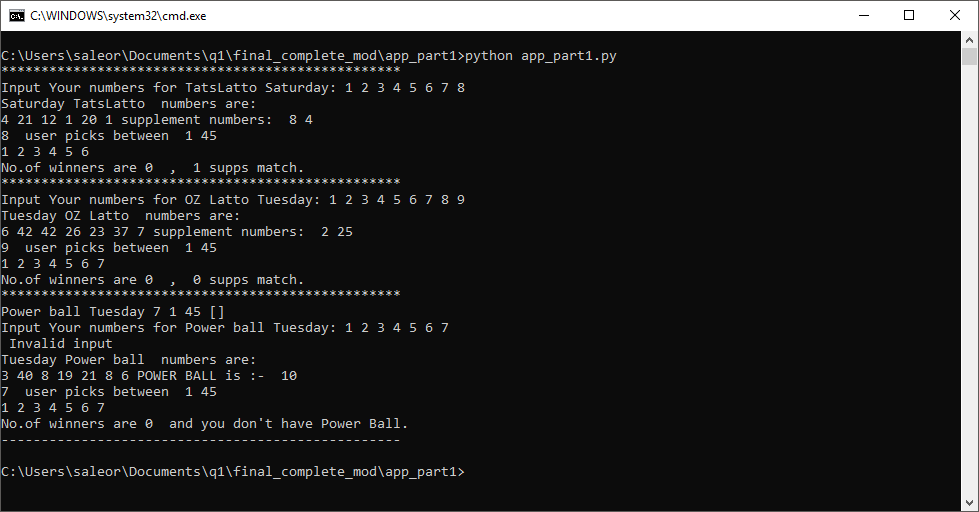 C:\WINDOWS\system32\cmd.exe
C:\Users\saleor\Documents\q1\final_complete_mod\app_part1>python app_part1.py
**************************************************
Input Your numbers for TatsLatto Saturday: 1 2 3 4 5 6 7 8
Saturday TatsLatto  numbers are:
4 21 12 1 20 1 supplement numbers:  8 4
8  user picks between  1 45
1 2 3 4 5 6
No.of winners are 0  ,  1 supps match.
**************************************************
Input Your numbers for OZ Latto Tuesday: 1 2 3 4 5 6 7 8 9
Tuesday OZ Latto  numbers are:
6 42 42 26 23 37 7 supplement numbers:  2 25
9  user picks between  1 45
1 2 3 4 5 6 7
No.of winners are 0  ,  0 supps match.
**************************************************
Power ball Tuesday 7 1 45 []
Input Your numbers for Power ball Tuesday: 1 2 3 4 5 6 7
 Invalid input
Tuesday Power ball  numbers are:
3 40 8 19 21 8 6 POWER BALL is :-  10
7  user picks between  1 45
1 2 3 4 5 6 7
No.of winners are 0  and you don't have Power Ball.
--------------------------------------------------
C:\Users\saleor\Documents\q1\final_complete_mod\app_part1>